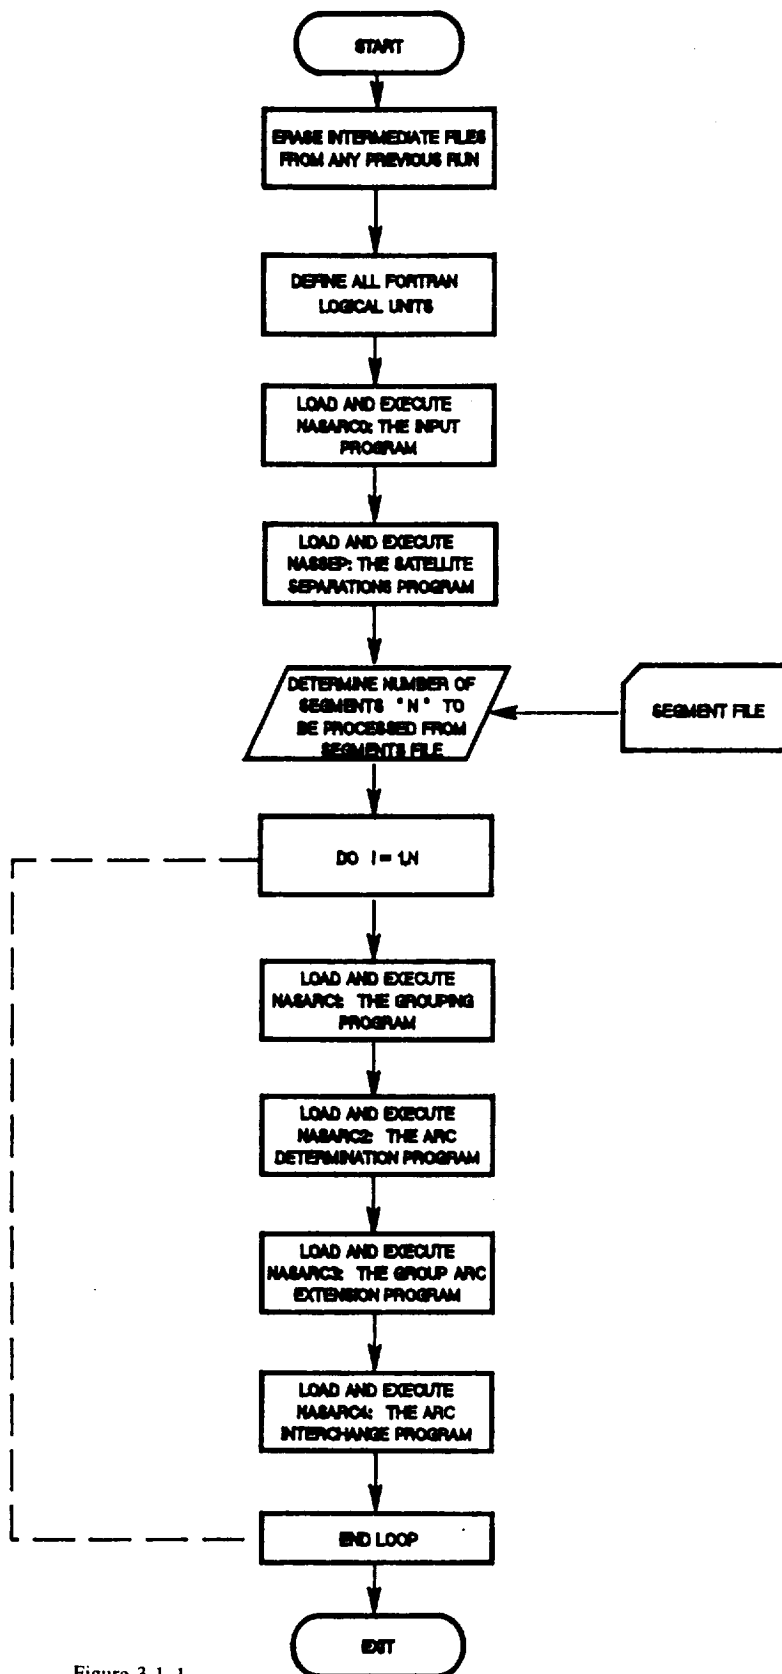 START
ERASE INTERMEDIATE FILES
FROM ANY PREVIOUS RUN
DEFINE ALL FORTRAN
LOGICAL UNITS
LOAD AND EXECUTE
NASARC0: THE INPUT
PROGRAM
LOAD AND EXECUTE
NASSEP: THE SATELLITE
SEPARATIONS PROGRAM
DETERMINE NUMBER OF
SEGMENTS "N" TO
BE PROCESSED FROM
SEGMENTS FILE
SEGMENT FILE
DO I = 1,N
LOAD AND EXECUTE
NASARC1: THE GROUPING
PROGRAM
LOAD AND EXECUTE
NASARC2: THE ARC
DETERMINATION PROGRAM
LOAD AND EXECUTE
NASARC3: THE GROUP ARC
EXTENSION PROGRAM
LOAD AND EXECUTE
NASARC4: THE ARC
INTERCHANGE PROGRAM
END LOOP
EXIT
Figure 3.1-1